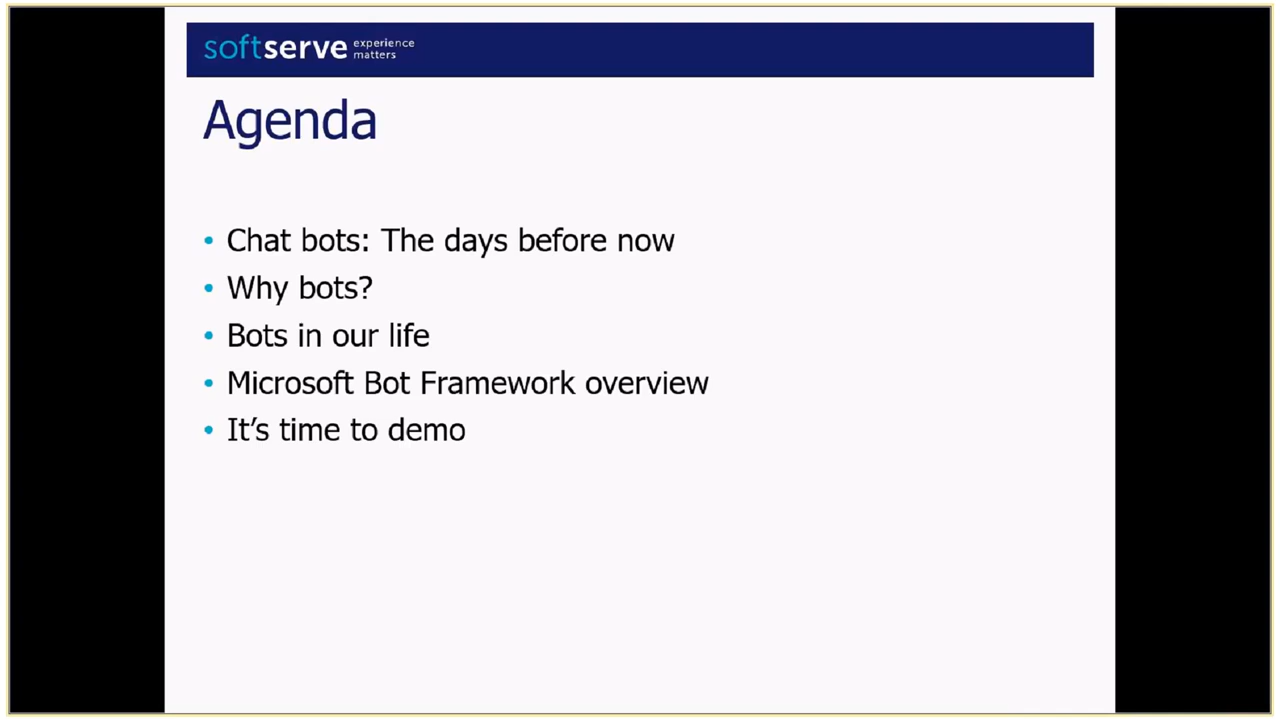 softserve experience matters
Agenda
• Chat bots: The days before now
• Why bots?
• Bots in our life
• Microsoft Bot Framework overview
• It’s time to demo